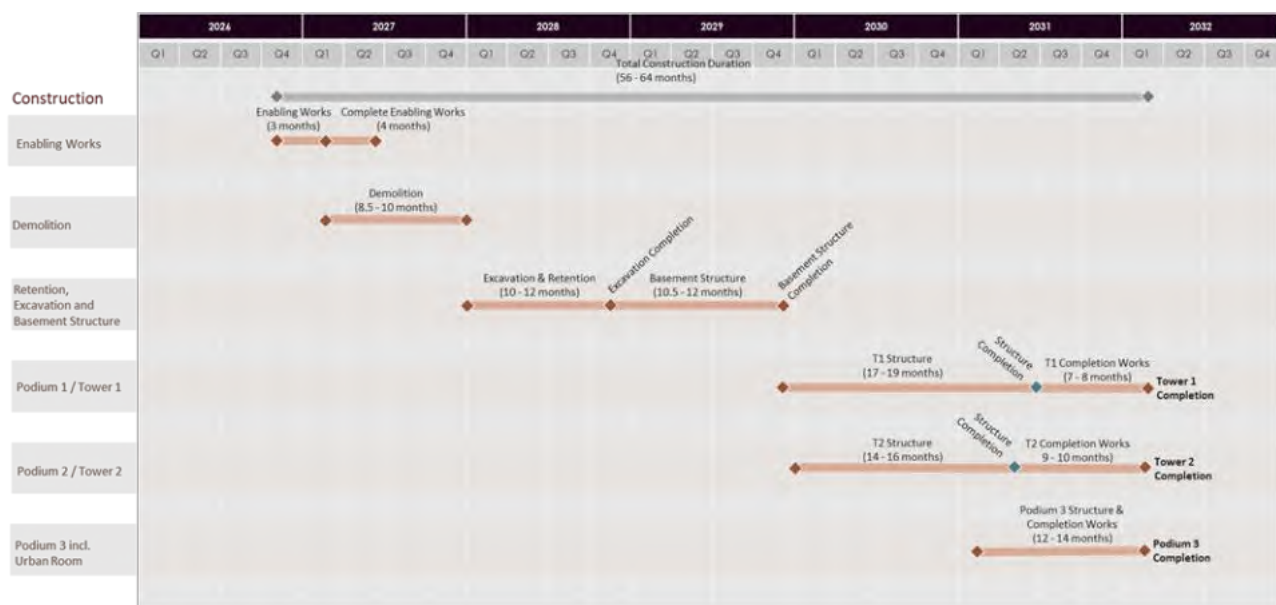 2026 2027 2028 2029 2030 2031 2032
Q1 Q2 Q3 Q4 Q1 Q2 Q3 Q4 Q1 Q2 Q3 Q4 Q1 Q2 Q3 Q4 Q1 Q2 Q3 Q4 Q1 Q2 Q3 Q4 Q1 Q2 Q3 Q4
Total Construction Duration
(56 - 64 months)
Construction
Enabling Works
(3 months)
Complete Enabling Works
(4 months)
Enabling Works
Demolition
(8.5 - 10 months)
Demolition
Excavation & Retention
(10 - 12 months)
Excavation Completion
Basement Structure
(10.5 - 12 months)
Basement Structure
Completion
Retention,
Excavation and
Basement Structure
T1 Structure
(17 - 19 months)
Structure
Completion
T1 Completion Works
(7 - 8 months)
Podium 1 / Tower 1
Tower 1
Completion
T2 Structure
(14 - 16 months)
Structure
Completion
T2 Completion Works
9 - 10 months)
Podium 2 / Tower 2
Tower 2
Completion
Podium 3 Structure &
Completion Works
(12 - 14 months)
Podium 3 incl.
Urban Room
Podium 3
Completion